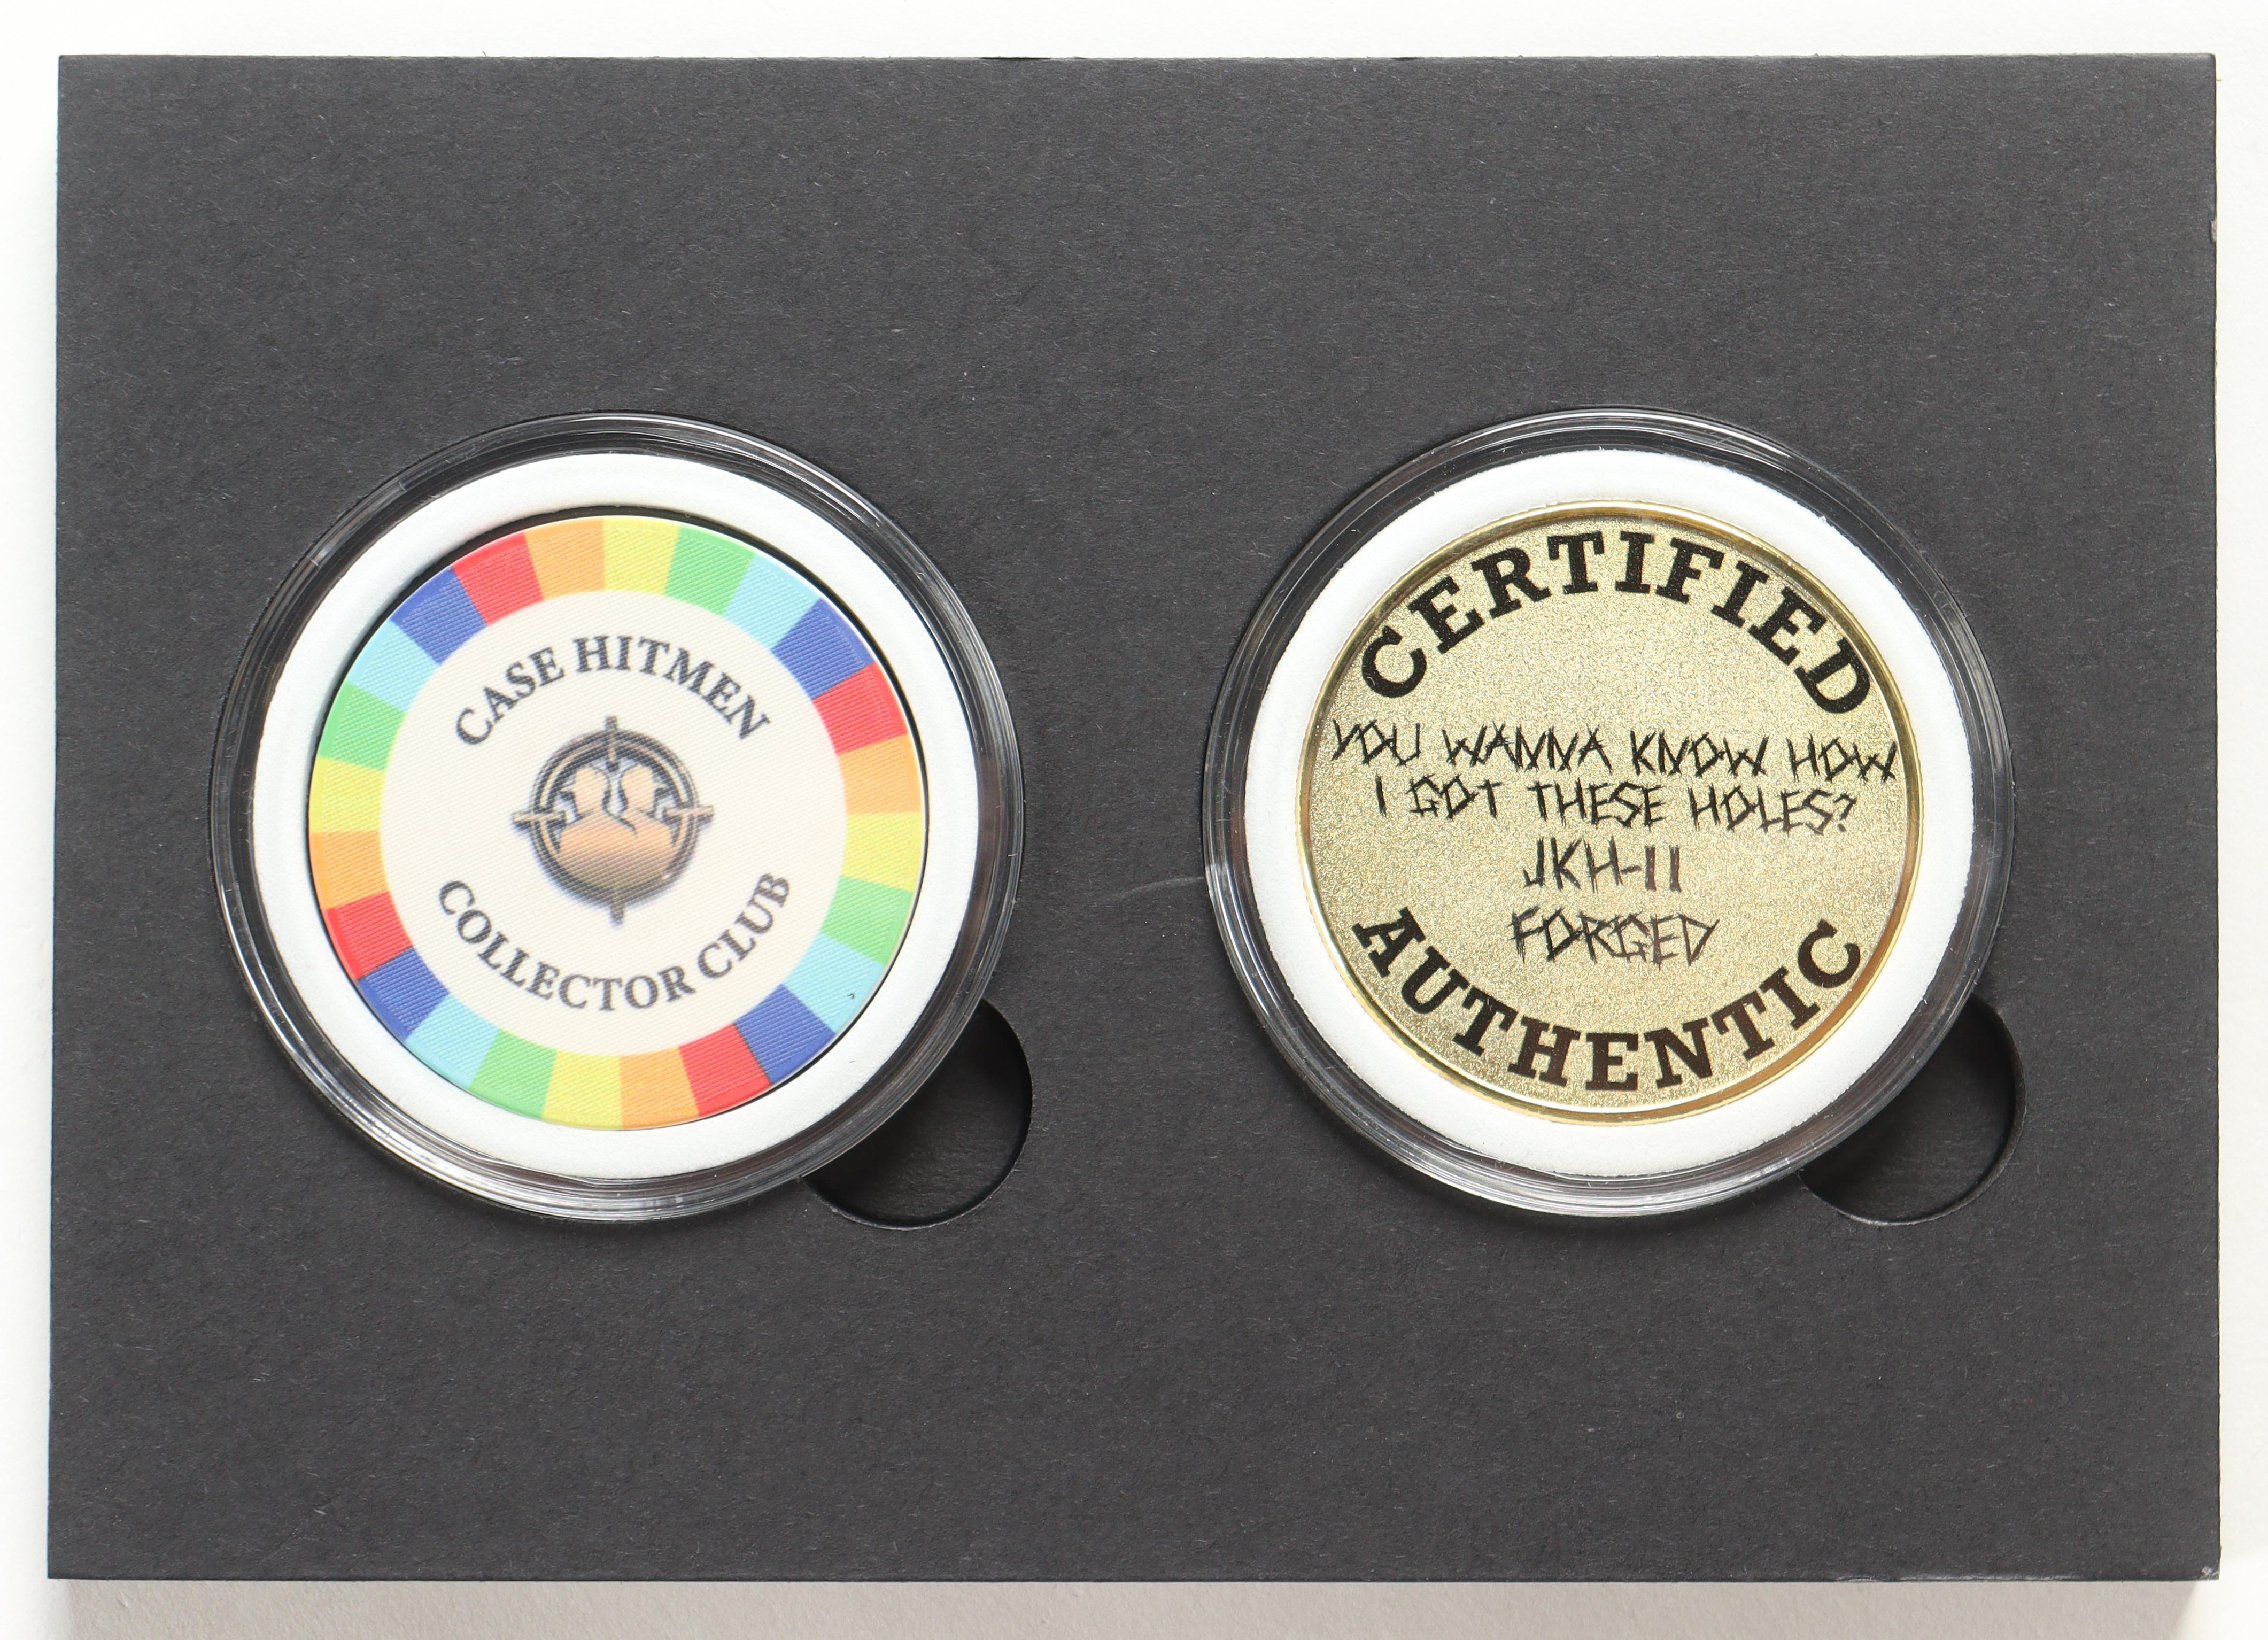 CASE HITMEN
COLLECTOR CLUB
CERTIFIED
YOU WANNA KNOW HOW
I GOT THESE HOLES?
JKH-11
FORGED
AUTHENTIC